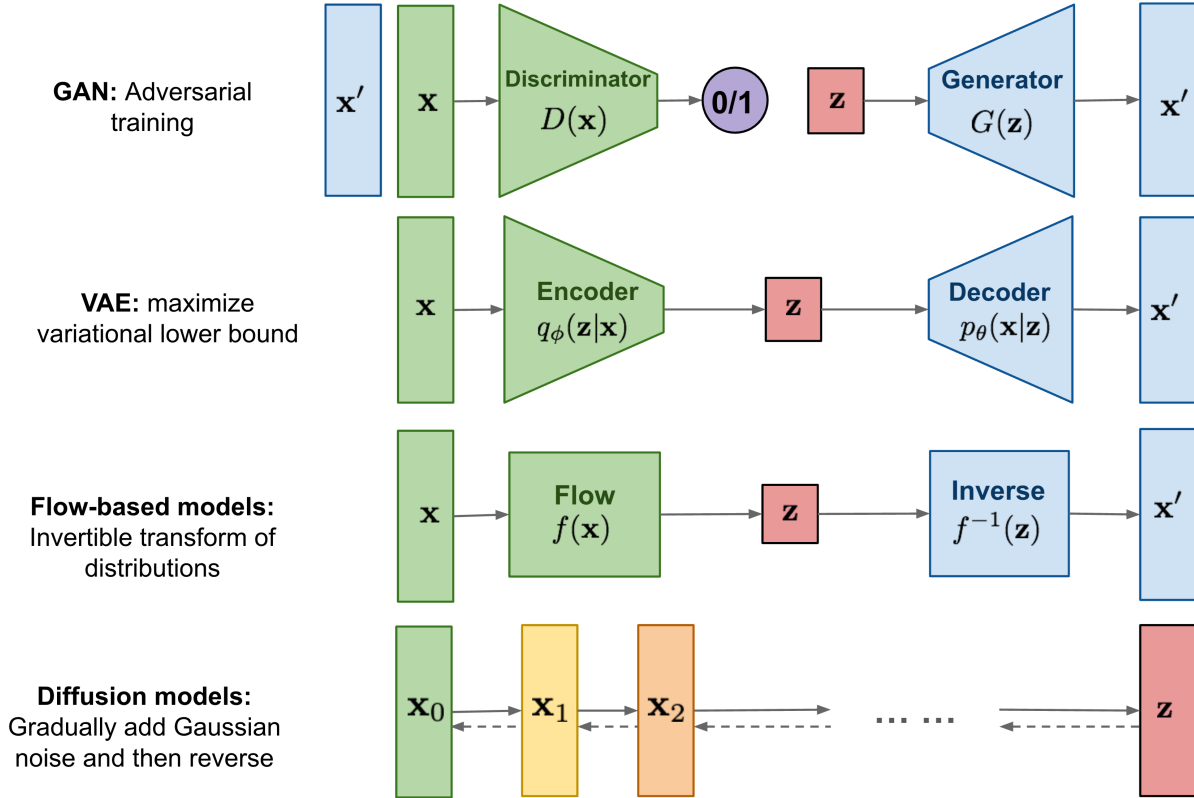 GAN: Adversarial
training
x′
x
Discriminator
D(x)
0/1
z
Generator
G(z)
x′
VAE: maximize
variational lower bound
x
Encoder
qϕ(z|x)
z
Decoder
pθ(x|z)
x′
Flow-based models:
Invertible transform of
distributions
x
Flow
f(x)
z
Inverse
f⁻¹(z)
x′
Diffusion models:
Gradually add Gaussian
noise and then reverse
x₀
x₁
x₂
... ...
z